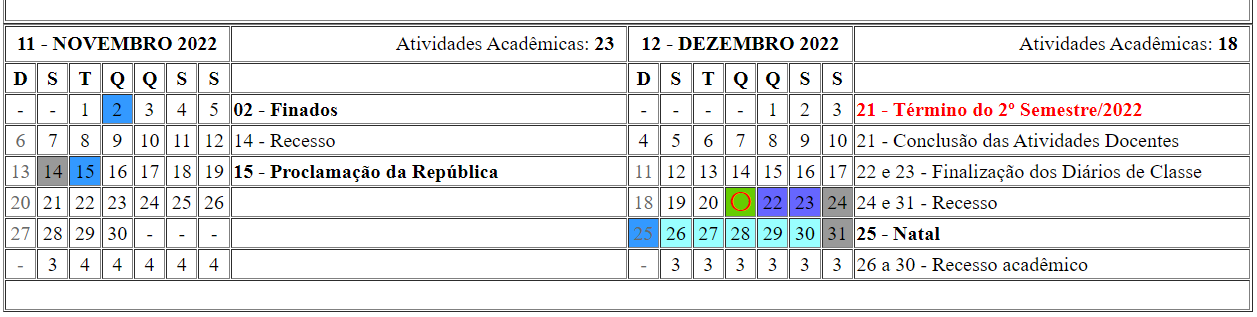 11 - NOVEMBRO 2022 Atividades Acadêmicas: 23 12 - DEZEMBRO 2022 Atividades Acadêmicas: 18
D S T Q Q S S D S T Q Q S S
- - 1 2 3 4 5 02 - Finados - - - - 1 2 3 21 - Término do 2º Semestre/2022
6 7 8 9 10 11 12 14 - Recesso 4 5 6 7 8 9 10 21 - Conclusão das Atividades Docentes
13 14 15 16 17 18 19 15 - Proclamação da República 11 12 13 14 15 16 17 22 e 23 - Finalização dos Diários de Classe
20 21 22 23 24 25 26 18 19 20 22 23 24 24 e 31 - Recesso
27 28 29 30 - - - 25 26 27 28 29 30 31 25 - Natal
- 3 4 4 4 4 4 - 3 3 3 3 3 3 26 a 30 - Recesso acadêmico